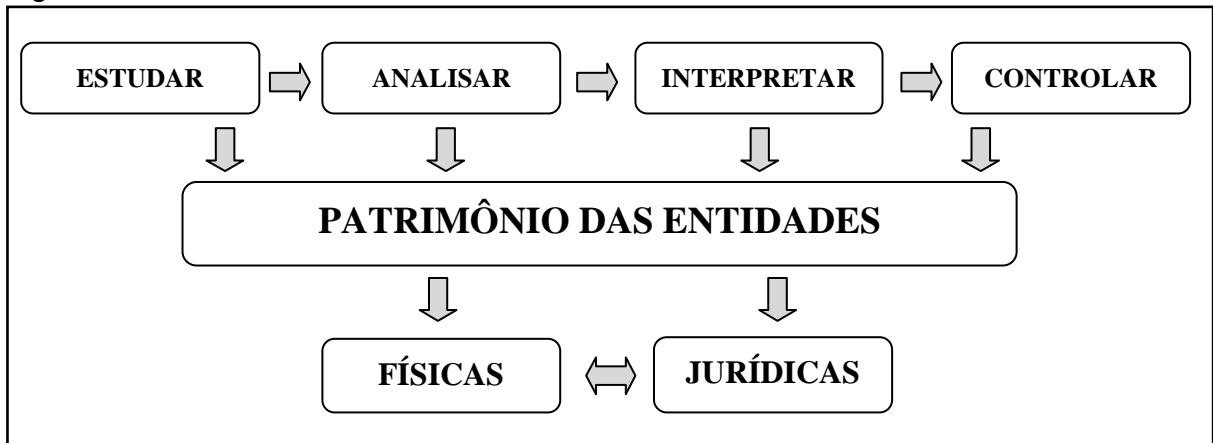 ESTUDAR
ANALISAR
INTERPRETAR
CONTROLAR
PATRIMÔNIO DAS ENTIDADES
FÍSICAS
JURÍDICAS